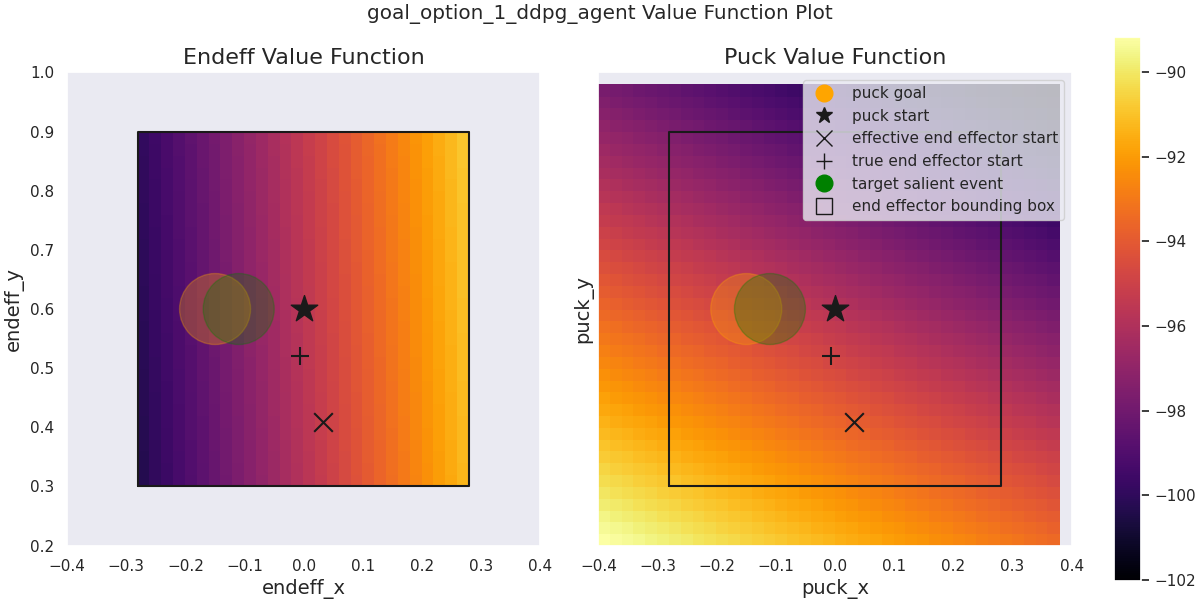 goal_option_1_ddpg_agent Value Function Plot
Endeff Value Function
1.0
0.9
0.8
0.7
0.6
0.5
0.4
0.3
0.2
endeff_y
−0.4 −0.3 −0.2 −0.1 0.0 0.1 0.2 0.3 0.4
endeff_x
Puck Value Function
puck goal
puck start
effective end effector start
true end effector start
target salient event
end effector bounding box
puck_y
−0.4 −0.3 −0.2 −0.1 0.0 0.1 0.2 0.3 0.4
puck_x
−90
−92
−94
−96
−98
−100
−102